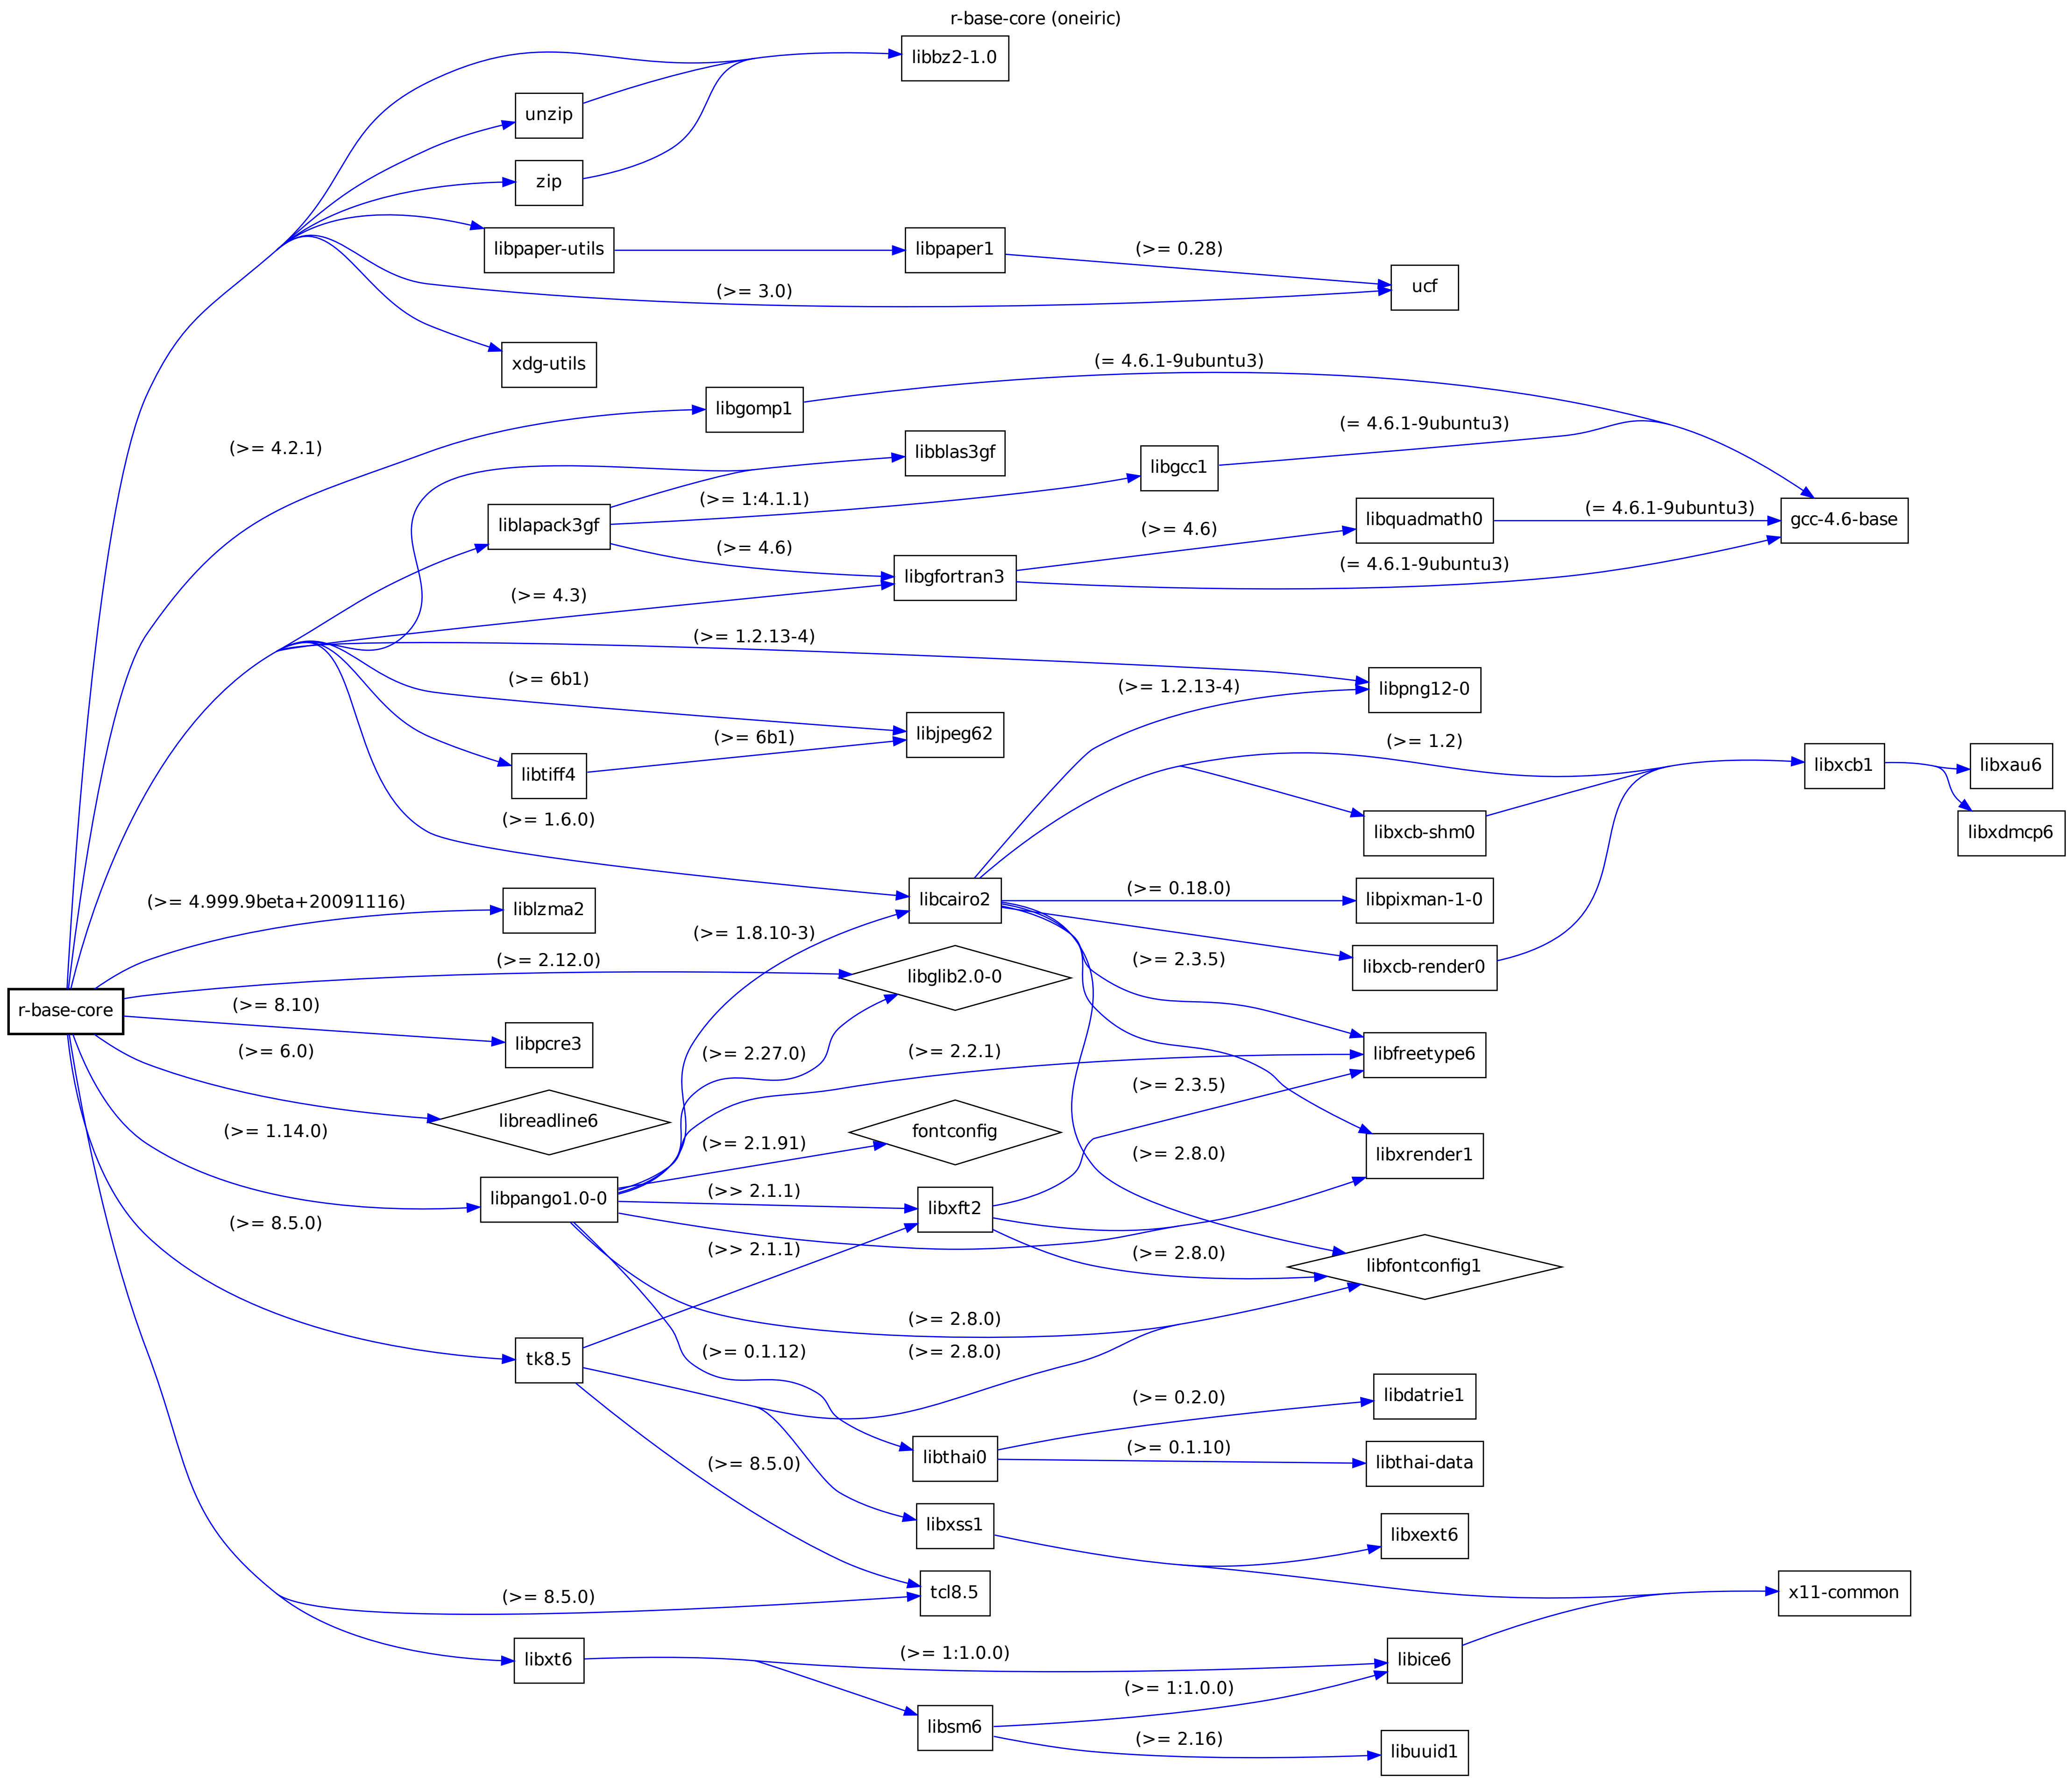 r-base-core (oneiric)
libbz2-1.0
unzip
zip
libpaper-utils
libpaper1
(>= 0.28)
ucf
(>= 3.0)
xdg-utils
(= 4.6.1-9ubuntu3)
libgomp1
(>= 4.2.1)
(= 4.6.1-9ubuntu3)
libblas3gf
libgcc1
(>= 1:4.1.1)
liblapack3gf
(= 4.6.1-9ubuntu3)
libquadmath0
gcc-4.6-base
(>= 4.6)
(>= 4.6)
(= 4.6.1-9ubuntu3)
libgfortran3
(>= 4.3)
(>= 1.2.13-4)
(>= 6b1)
(>= 1.2.13-4)
libpng12-0
libjpeg62
(>= 6b1)
(>= 1.2)
libtiff4
libxcb1
libxau6
(>= 1.6.0)
libxcb-shm0
libxdmcp6
(>= 0.18.0)
libpixman-1-0
(>= 4.999.9beta+20091116)
liblzma2
libcairo2
(>= 1.8.10-3)
(>= 2.3.5)
libxcb-render0
(>= 2.12.0)
libglib2.0-0
r-base-core
(>= 8.10)
libpcre3
(>= 6.0)
(>= 2.27.0)
(>= 2.2.1)
libfreetype6
(>= 2.3.5)
libreadline6
(>= 1.14.0)
fontconfig
(>= 2.1.91)
(>= 2.8.0)
libxrender1
libpango1.0-0
(>> 2.1.1)
libxft2
(>= 8.5.0)
(>> 2.1.1)
(>= 2.8.0)
libfontconfig1
(>= 2.8.0)
tk8.5
(>= 0.1.12)
(>= 2.8.0)
(>= 0.2.0)
libdatrie1
(>= 0.1.10)
libthai0
libthai-data
(>= 8.5.0)
libxss1
libxext6
tcl8.5
x11-common
(>= 8.5.0)
libxt6
(>= 1:1.0.0)
libice6
(>= 1:1.0.0)
libsm6
(>= 2.16)
libuuid1